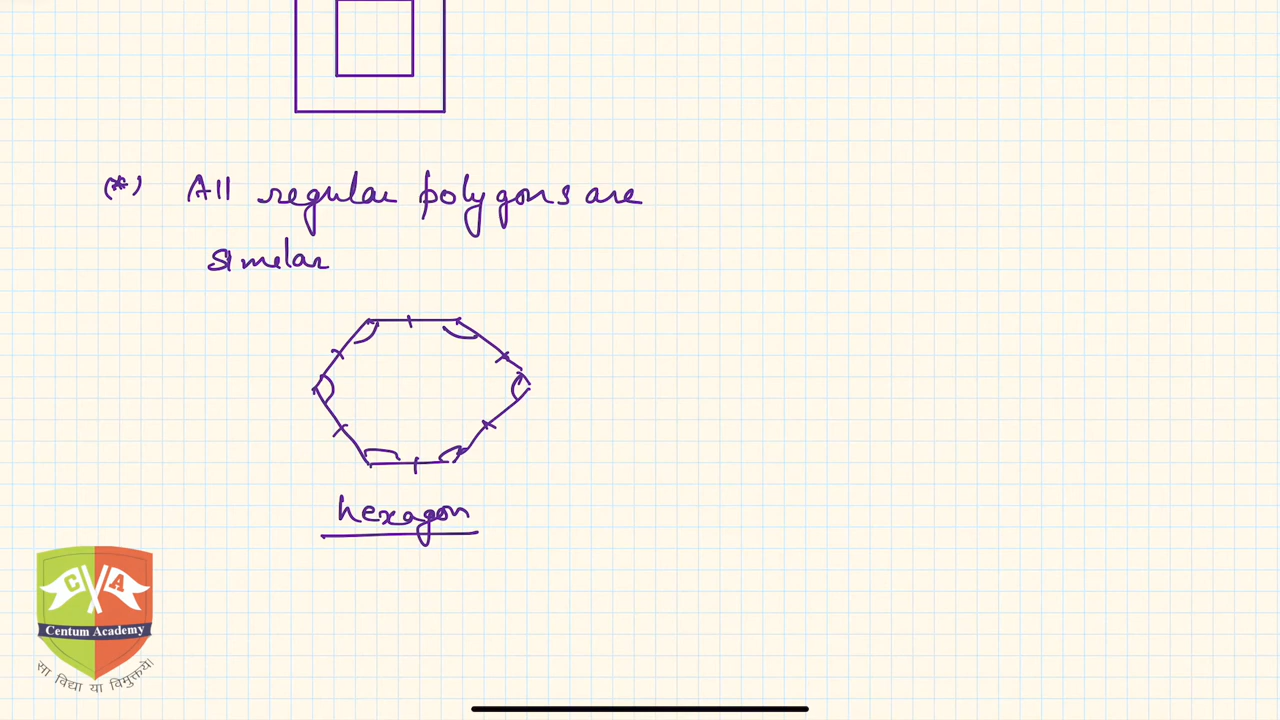 (*) All regular polygons are
similar
hexagon
C A
Centum Academy
सा विद्या या विमुक्तये।